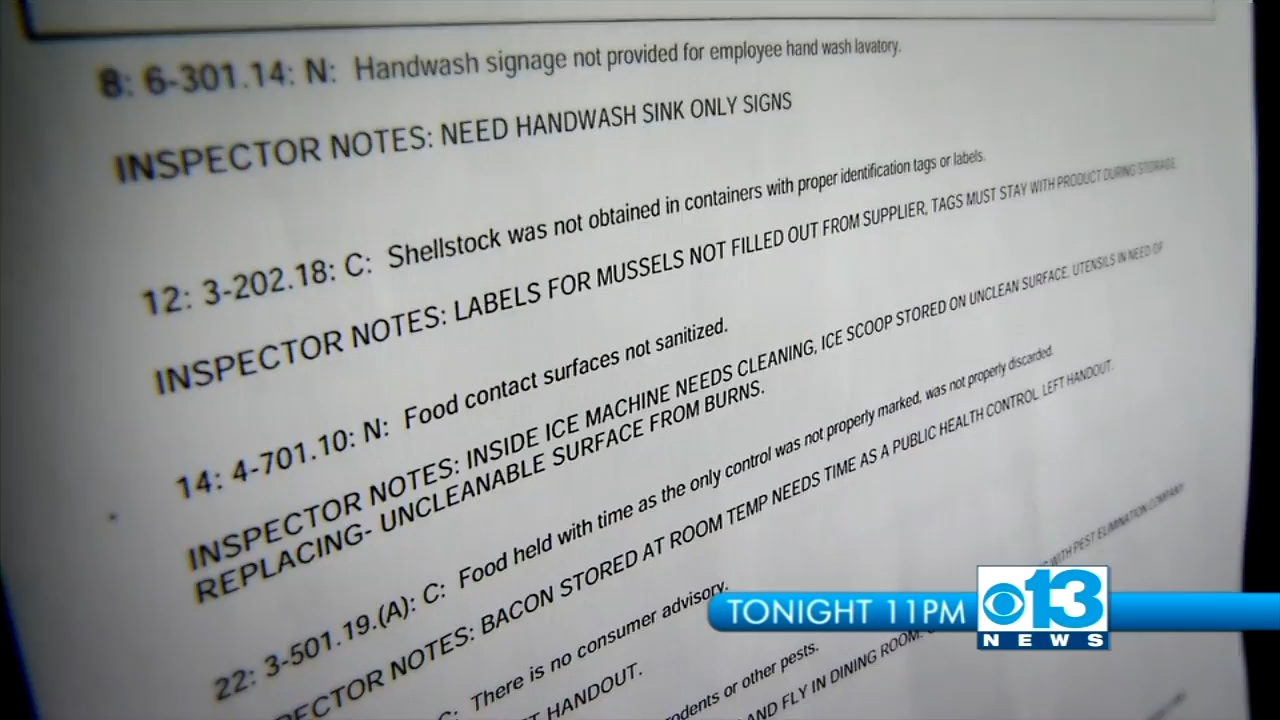 8: 6-301.14: N: Handwash signage not provided for employee hand wash lavatory.
INSPECTOR NOTES: NEED HANDWASH SINK ONLY SIGNS
12: 3-202.18: C: Shellstock was not obtained in containers with proper identification tags or labels.
INSPECTOR NOTES: LABELS FOR MUSSELS NOT FILLED OUT FROM SUPPLIER, TAGS MUST STAY WITH PRODUCT DURING STORAGE
14: 4-701.10: N: Food contact surfaces not sanitized.
INSPECTOR NOTES: INSIDE ICE MACHINE NEEDS CLEANING, ICE SCOOP STORED ON UNCLEAN SURFACE, UTENSILS IN NEED OF
REPLACING- UNCLEANABLE SURFACE FROM BURNS.
22: 3-501.19.(A): C: Food held with time as the only control was not properly marked, was not properly discarded.
PECTOR NOTES: BACON STORED AT ROOM TEMP NEEDS TIME AS A PUBLIC HEALTH CONTROL LEFT HANDOUT.
C: There is no consumer advisory.
T HANDOUT.
WITH PEST ELIMINATION COMPANY
odents or other pests.
AND FLY IN DINING ROOM.
TONIGHT 11PM
13
NEWS